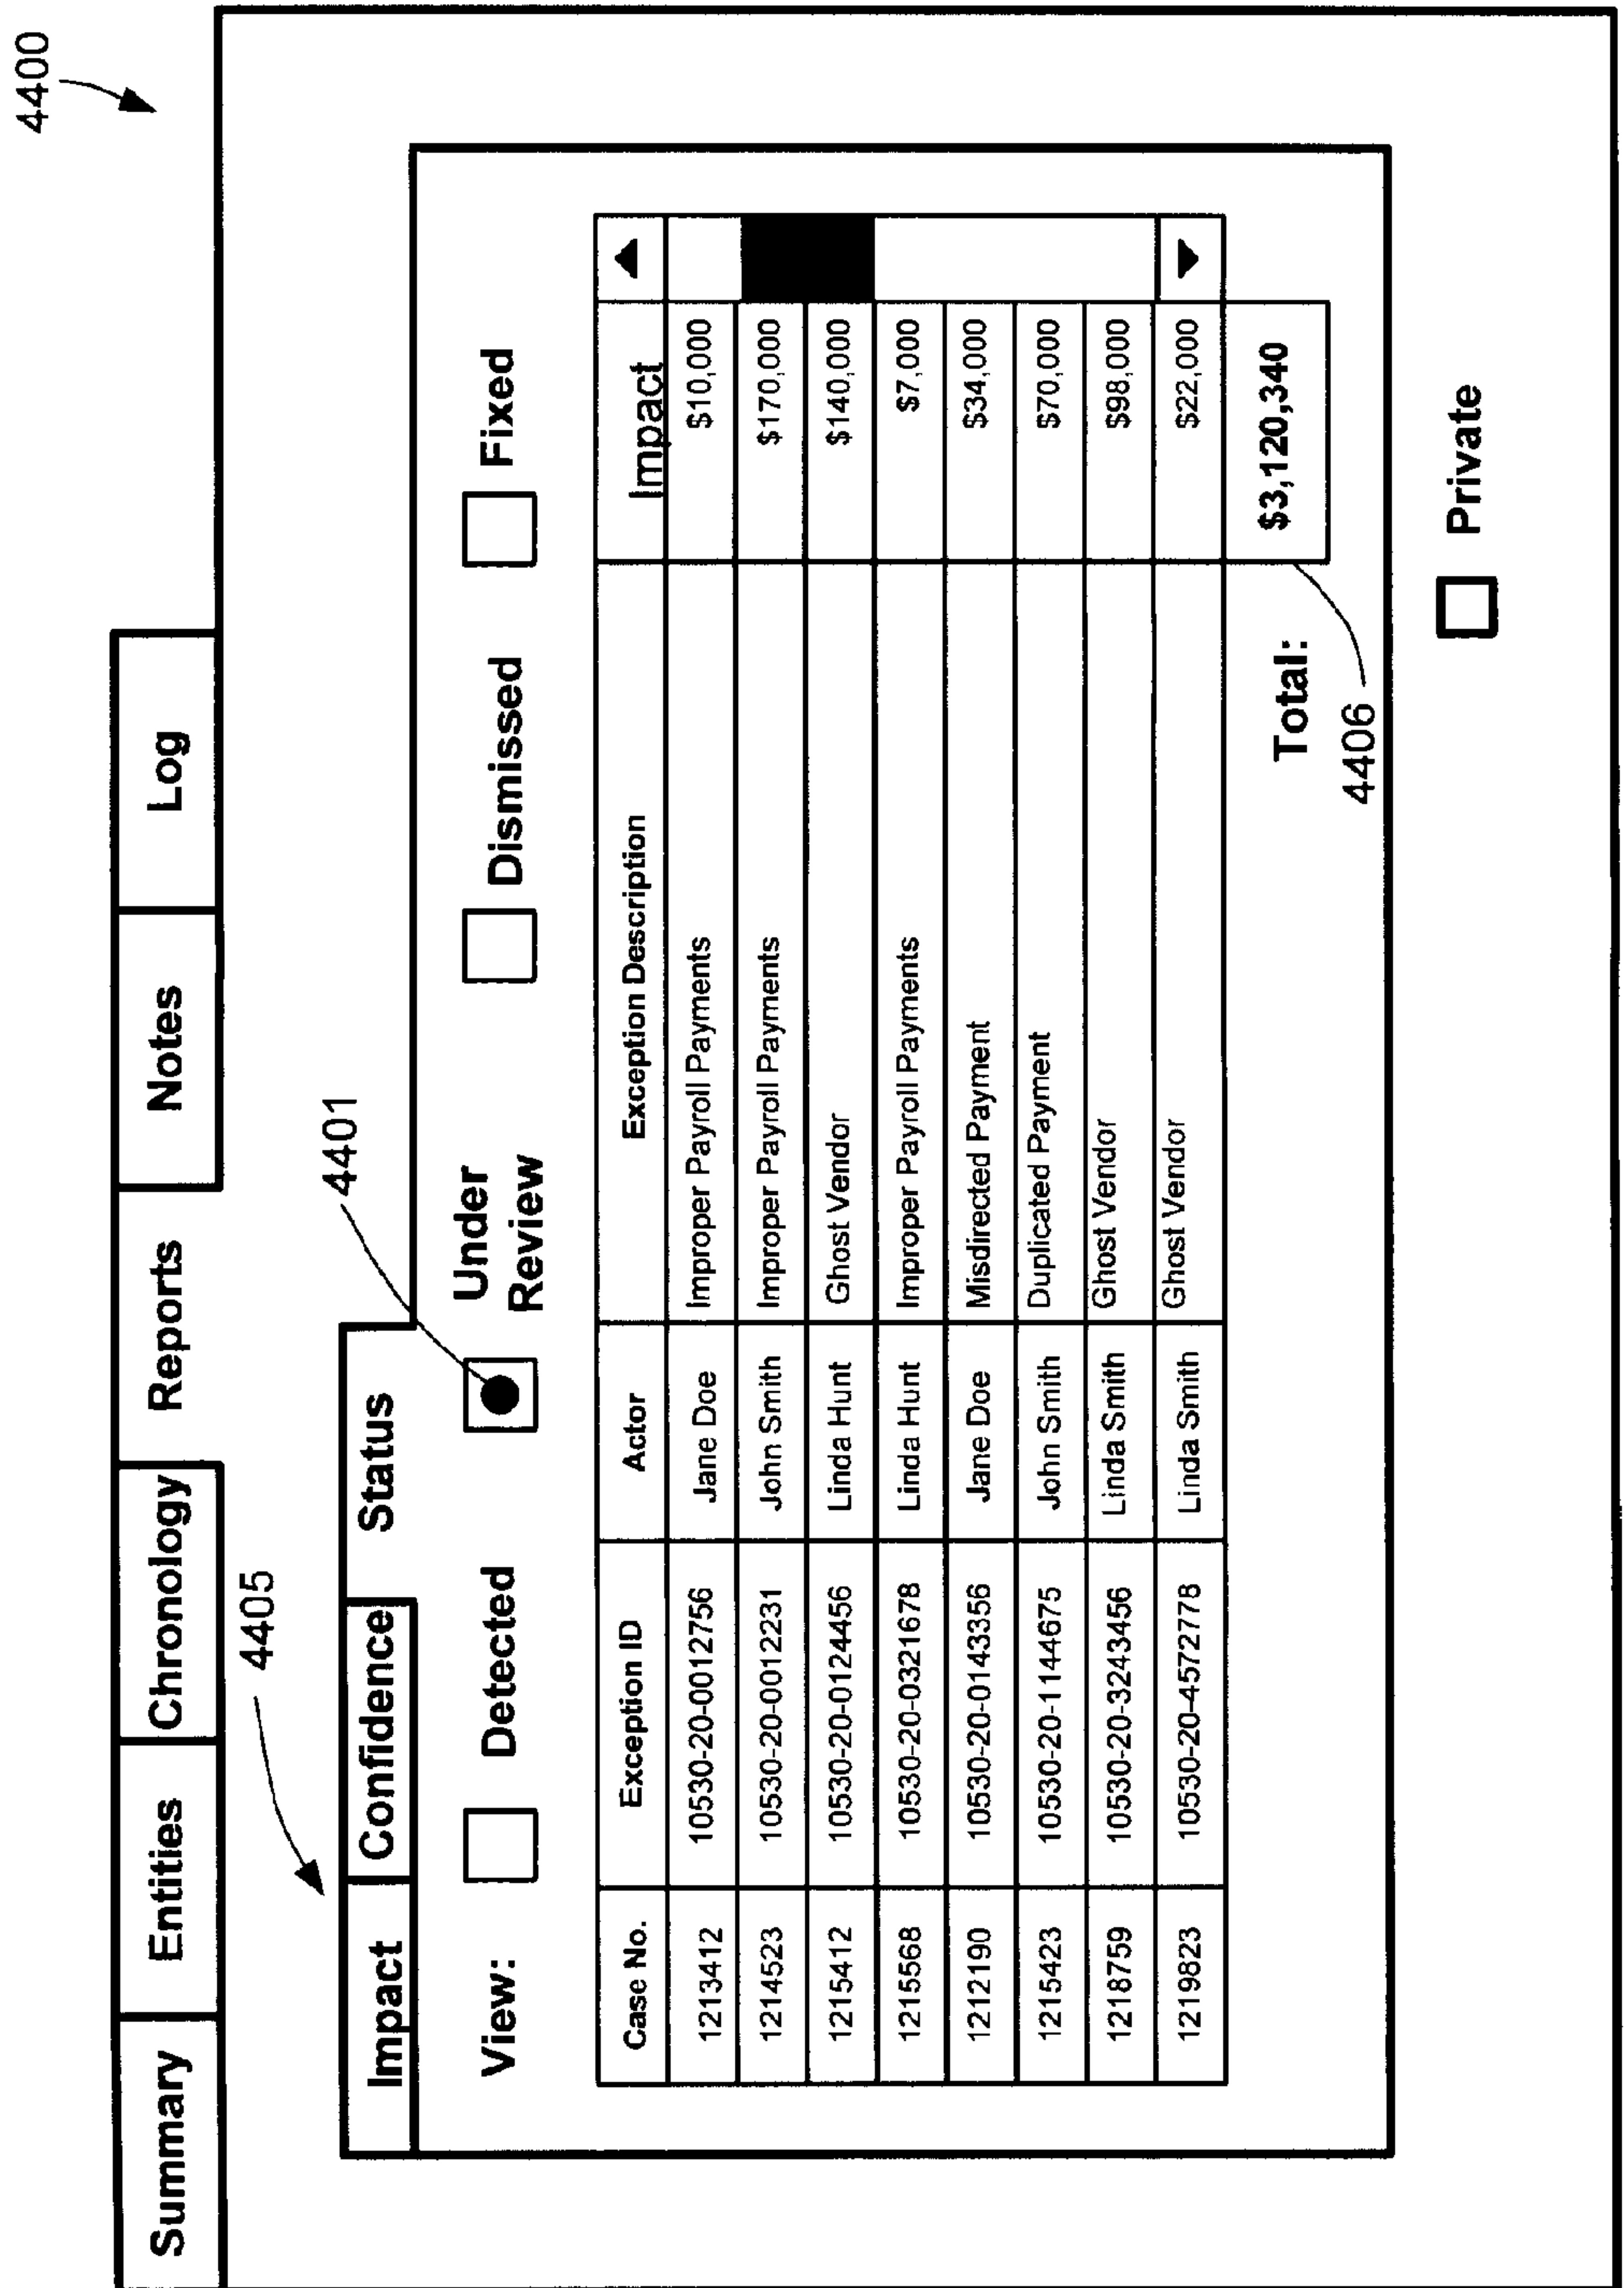 4400
Summary Entities Chronology Reports Notes Log
4405
4401
Impact Confidence Status
View: Detected Under Review Dismissed Fixed
Case No. Exception ID Actor Exception Description Impact
1213412 10530-20-0012756 Jane Doe Improper Payroll Payments $10,000
1214523 10530-20-0012231 John Smith Improper Payroll Payments $170,000
1215412 10530-20-0124456 Linda Hunt Ghost Vendor $140,000
1215568 10530-20-0321678 Linda Hunt Improper Payroll Payments $7,000
1212190 10530-20-0143356 Jane Doe Misdirected Payment $34,000
1215423 10530-20-1144675 John Smith Duplicated Payment $70,000
1218759 10530-20-3243456 Linda Smith Ghost Vendor $98,000
1219823 10530-20-4572778 Linda Smith Ghost Vendor $22,000
Total: $3,120,340
4406
Private